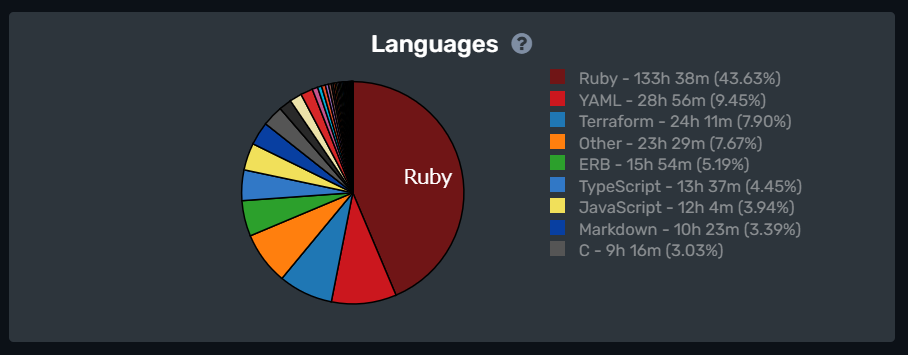 Languages ?
Ruby
Ruby - 133h 38m (43.63%)
YAML - 28h 56m (9.45%)
Terraform - 24h 11m (7.90%)
Other - 23h 29m (7.67%)
ERB - 15h 54m (5.19%)
TypeScript - 13h 37m (4.45%)
JavaScript - 12h 4m (3.94%)
Markdown - 10h 23m (3.39%)
C - 9h 16m (3.03%)